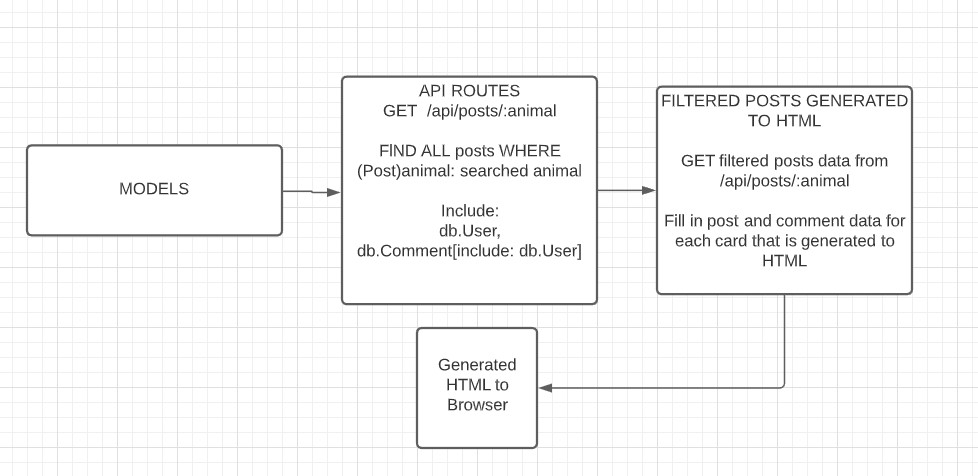 MODELS
API ROUTES
GET /api/posts/:animal
FIND ALL posts WHERE
(Post)animal: searched animal
Include:
db.User,
db.Comment[include: db.User]
FILTERED POSTS GENERATED
TO HTML
GET filtered posts data from
/api/posts/:animal
Fill in post and comment data for
each card that is generated to
HTML
Generated
HTML to
Browser